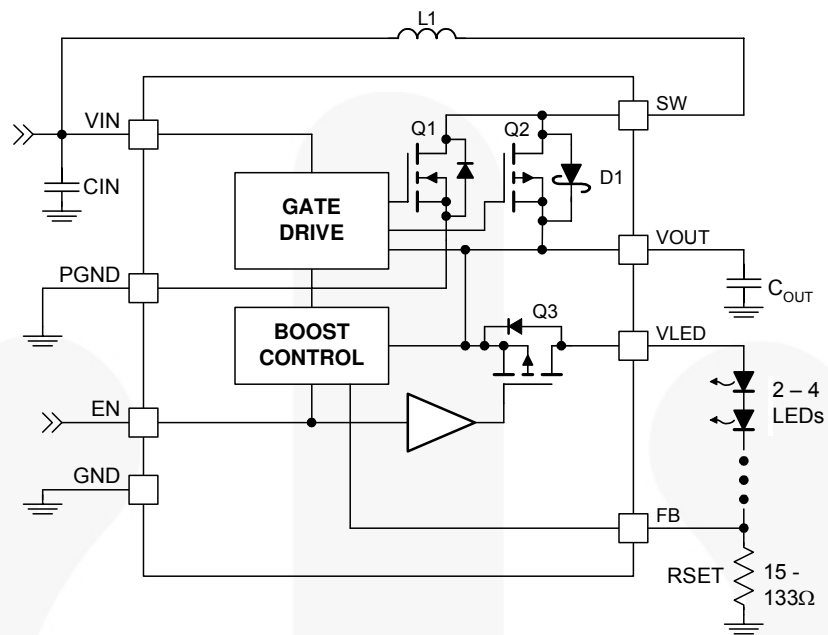 L1
VIN
SW
Q1
Q2
CIN
GATE
DRIVE
D1
VOUT
PGND
COUT
BOOST
CONTROL
Q3
VLED
EN
2 – 4
LEDs
GND
FB
RSET
15 -
133Ω